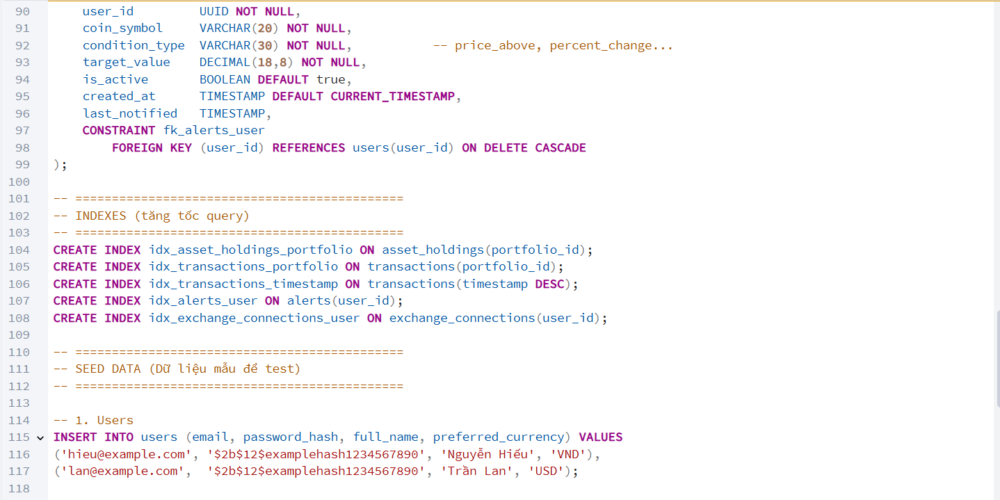 90 user_id UUID NOT NULL,
91 coin_symbol VARCHAR(20) NOT NULL,
92 condition_type VARCHAR(30) NOT NULL, -- price_above, percent_change...
93 target_value DECIMAL(18,8) NOT NULL,
94 is_active BOOLEAN DEFAULT true,
95 created_at TIMESTAMP DEFAULT CURRENT_TIMESTAMP,
96 last_notified TIMESTAMP,
97 CONSTRAINT fk_alerts_user
98 FOREIGN KEY (user_id) REFERENCES users(user_id) ON DELETE CASCADE
99 );
100
101 -- =============================================
102 -- INDEXES (tăng tốc query)
103 -- =============================================
104 CREATE INDEX idx_asset_holdings_portfolio ON asset_holdings(portfolio_id);
105 CREATE INDEX idx_transactions_portfolio ON transactions(portfolio_id);
106 CREATE INDEX idx_transactions_timestamp ON transactions(timestamp DESC);
107 CREATE INDEX idx_alerts_user ON alerts(user_id);
108 CREATE INDEX idx_exchange_connections_user ON exchange_connections(user_id);
109
110 -- =============================================
111 -- SEED DATA (Dữ liệu mẫu để test)
112 -- =============================================
113
114 -- 1. Users
115 INSERT INTO users (email, password_hash, full_name, preferred_currency) VALUES
116 ('hieu@example.com', '$2b$12$examplehash1234567890', 'Nguyễn Hiếu', 'VND'),
117 ('lan@example.com', '$2b$12$examplehash1234567890', 'Trần Lan', 'USD');
118